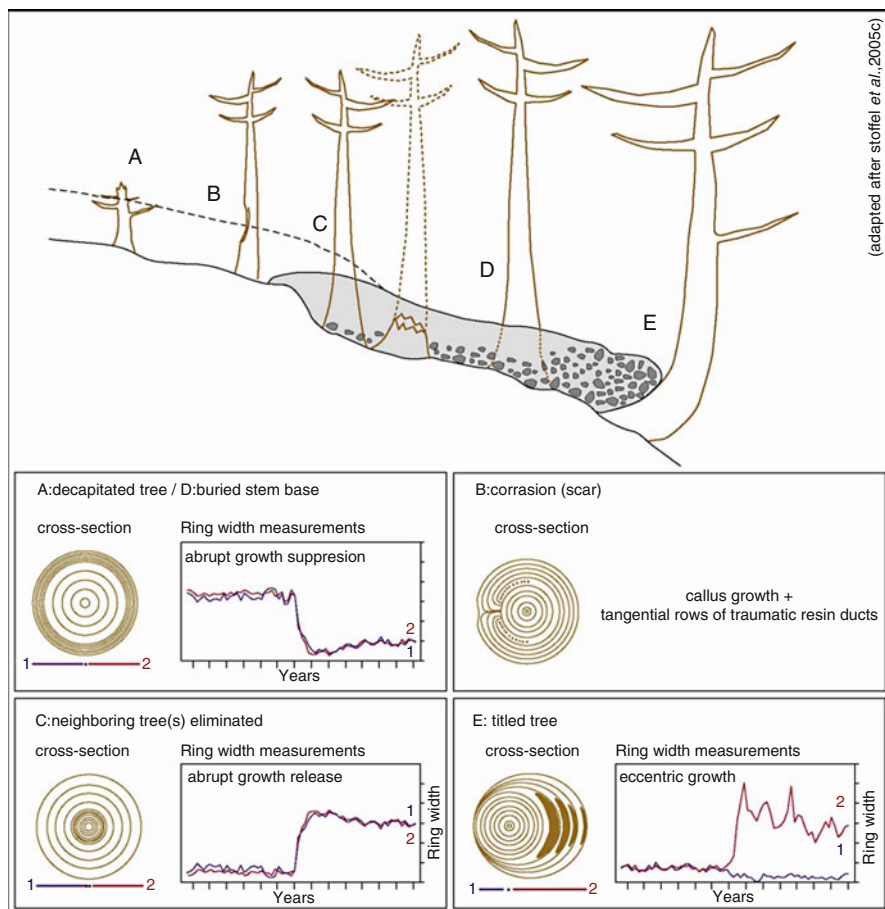 (adapted after stoffel et al.,2005c)
A
B
C
D
E
A:decapitated tree / D:buried stem base
cross-section
Ring width measurements
abrupt growth suppresion
2
1
1
2
Years
B:corrasion (scar)
cross-section
callus growth +
tangential rows of traumatic resin ducts
C:neighboring tree(s) eliminated
cross-section
Ring width measurements
abrupt growth release
1
2
Ring width
1
2
Years
E: titled tree
cross-section
Ring width measurements
eccentric growth
2
1
1
2
Years